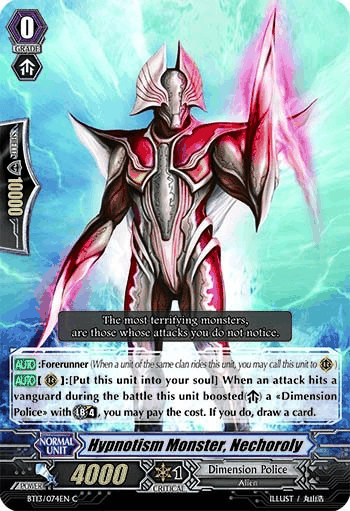 0
GRADE
SHIELD
10000
The most terrifying monsters,
are those whose attacks you do not notice.
AUTO:Forerunner (When a unit of the same clan rides this unit, you may call this unit to (RC))
AUTO [(RC)]:[Put this unit into your soul] When an attack hits a
vanguard during the battle this unit boosted() a «Dimension
Police» with LB4, you may pay the cost. If you do, draw a card.
NORMAL
UNIT
Hypnotism Monster, Nechoroly
POWER
4000
1
CRITICAL
Dimension Police
Alien
BT13/074EN C
ILLUST /